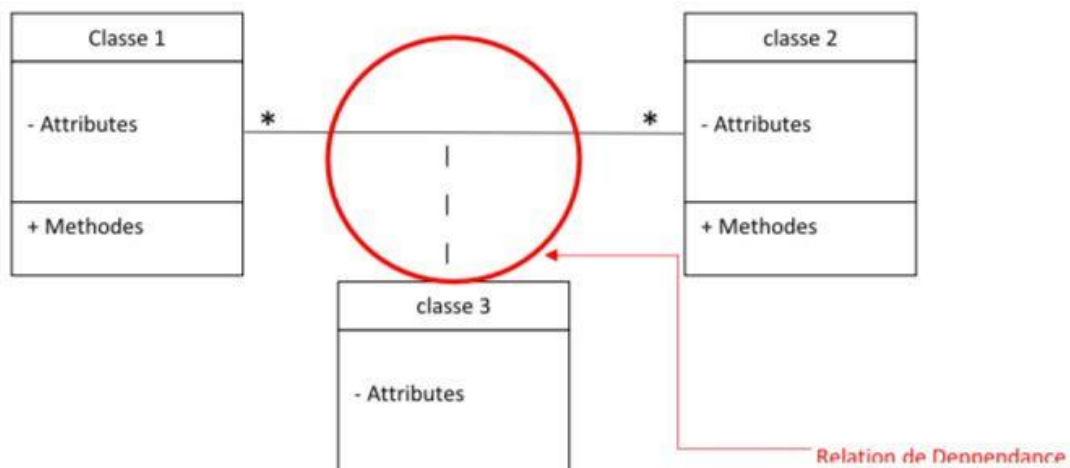 Classe 1
classe 2
- Attributes
*
*
- Attributes
+ Methodes
+ Methodes
classe 3
- Attributes
Relation de Deppendance